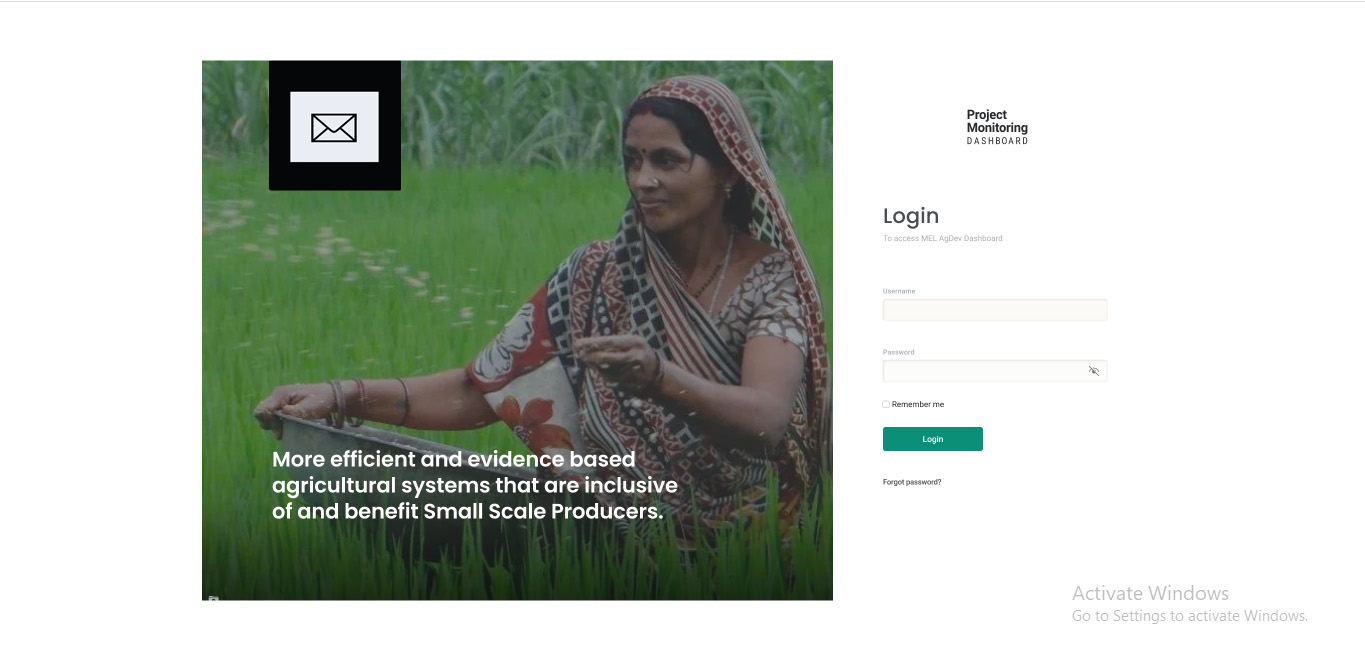 More efficient and evidence based
agricultural systems that are inclusive
of and benefit Small Scale Producers.
Project
Monitoring
DASHBOARD
Login
To access MEL AgDev Dashboard
Username
Password
Remember me
Login
Forgot password?
Activate Windows
Go to Settings to activate Windows.